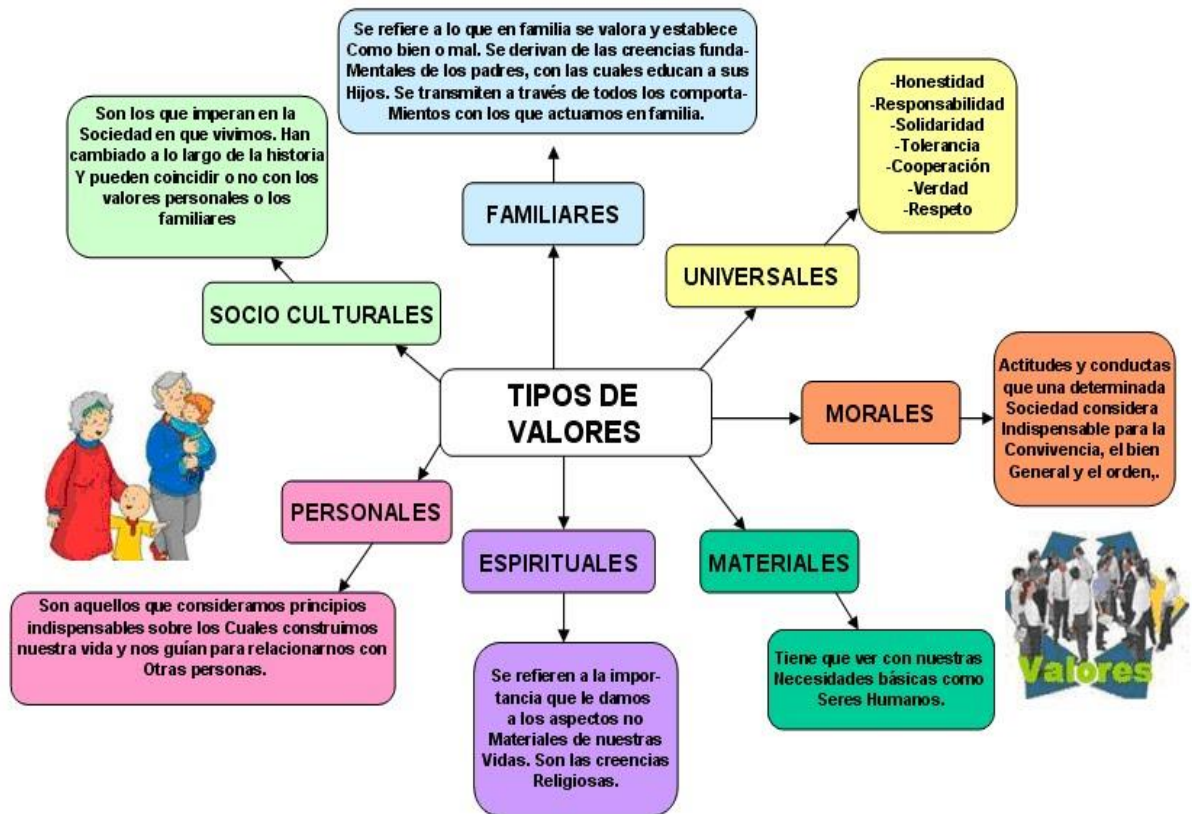 Se refiere a lo que en familia se valora y establece
Como bien o mal. Se derivan de las creencias funda-
Mentales de los padres, con las cuales educan a sus
Hijos. Se transmiten a través de todos los comporta-
Mientos con los que actuamos en familia.
FAMILIARES
Son los que imperan en la
Sociedad en que vivimos. Han
cambiado a lo largo de la historia
Y pueden coincidir o no con los
valores personales o los
familiares
SOCIO CULTURALES
-Honestidad
-Responsabilidad
-Solidaridad
-Tolerancia
-Cooperación
-Verdad
-Respeto
UNIVERSALES
TIPOS DE
VALORES
MORALES
Actitudes y conductas
que una determinada
Sociedad considera
Indispensable para la
Convivencia, el bien
General y el orden,.
PERSONALES
Son aquellos que consideramos principios
indispensables sobre los Cuales construimos
nuestra vida y nos guían para relacionarnos con
Otras personas.
ESPIRITUALES
Se refieren a la impor-
tancia que le damos
a los aspectos no
Materiales de nuestras
Vidas. Son las creencias
Religiosas.
MATERIALES
Tiene que ver con nuestras
Necesidades básicas como
Seres Humanos.
Valores